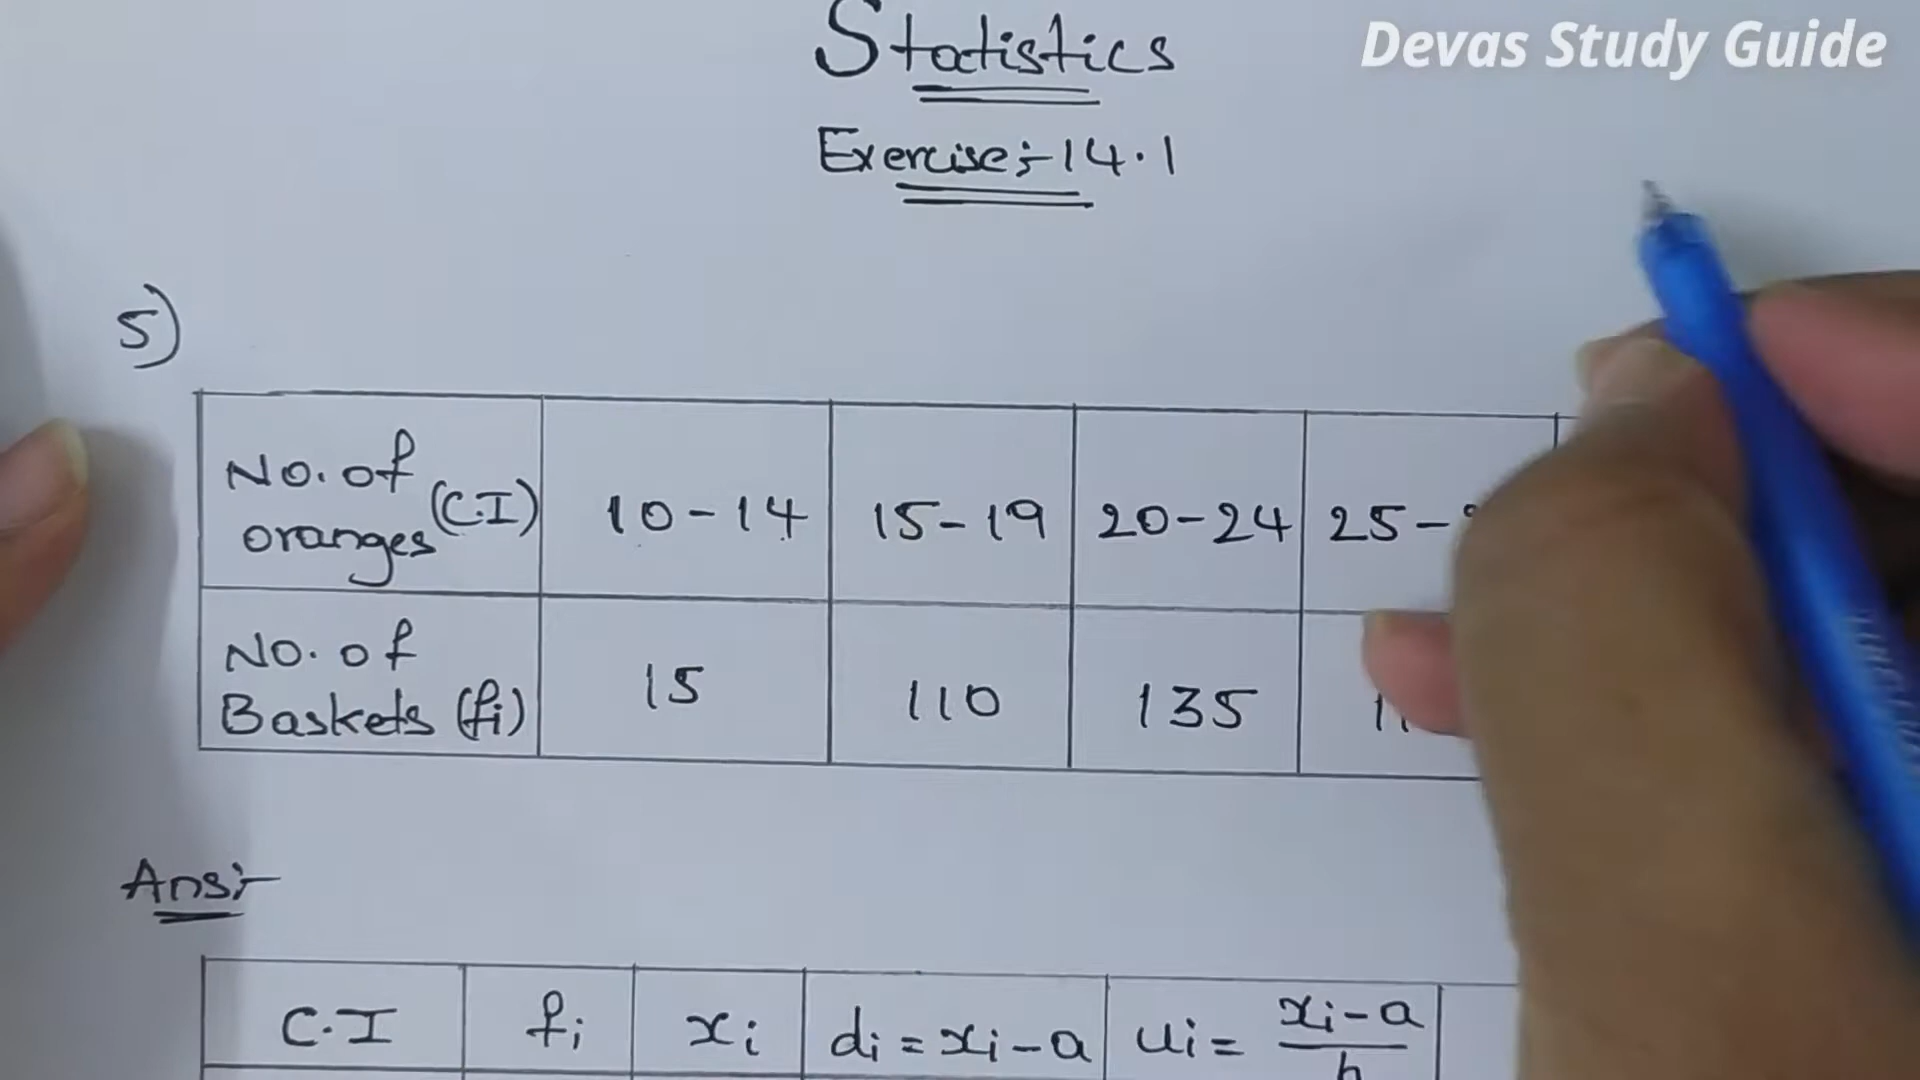 Devas Study Guide
Statistics
Exercise:-14.1
5)
No. of oranges (C.I) 10-14 15-19 20-24 25-
No. of Baskets (fi) 15 110 135
Ans:-
C.I fi xi di = xi-a ui = xi-a